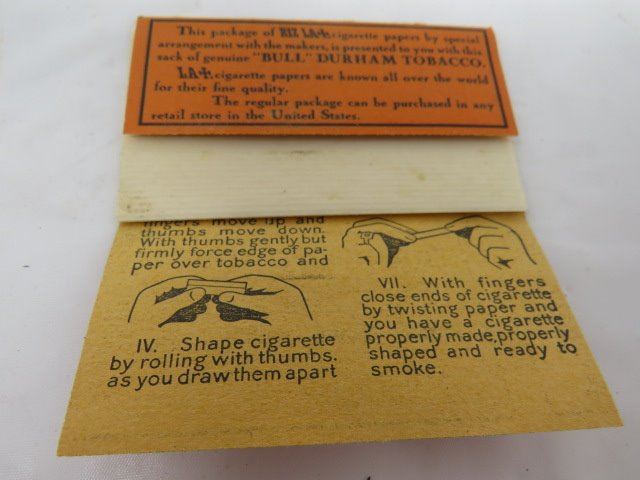 This package of RIZ LA+ cigarette papers by special
arrangement with the makers, is presented to you with this
sack of genuine "BULL" DURHAM TOBACCO.
LA+ cigarette papers are known all over the world
for their fine quality.
The regular package can be purchased in any
retail store in the United States.
fingers move up and
thumbs move down.
With thumbs gently but
firmly force edge of pa-
per over tobacco and
IV. Shape cigarette
by rolling with thumbs.
as you draw them apart
VII. With fingers
close ends of cigarette
by twisting paper and
you have a cigarette
properly made, properly
shaped and ready to
smoke.